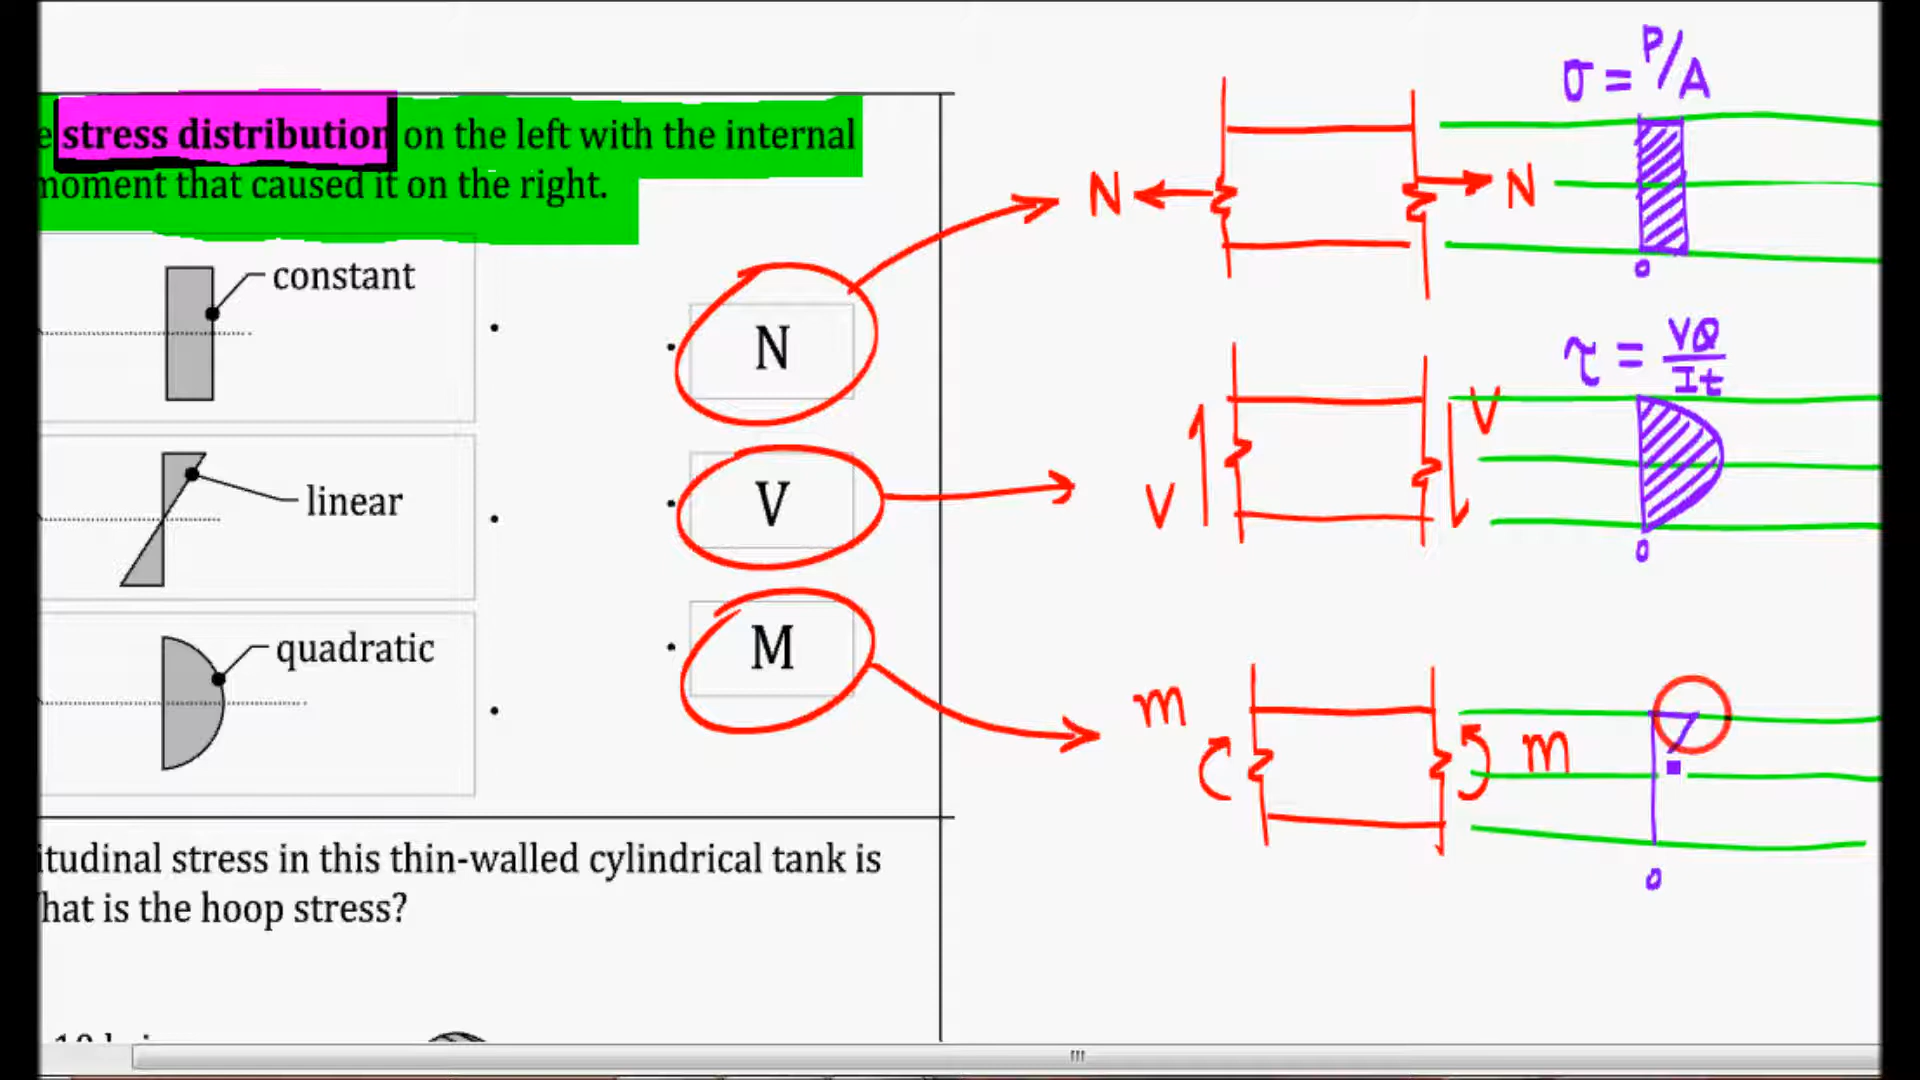 e stress distribution on the left with the internal
moment that caused it on the right.
constant
linear
quadratic
N
V
M
N
N
σ = P/A
0
V
V
τ = VQ/It
0
m
m
0
itudinal stress in this thin-walled cylindrical tank is
hat is the hoop stress?